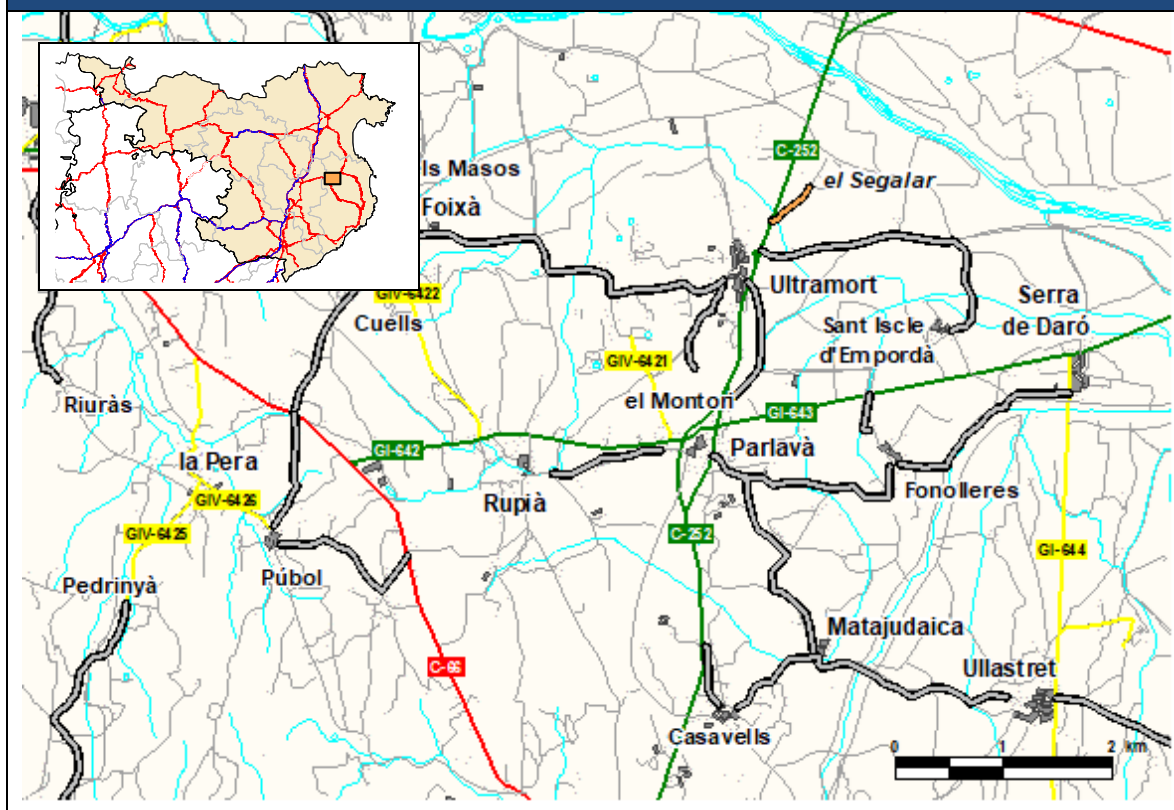 C-252
el Segalar
ls Masos
Foixà
Ultramort
GIV-6422
Cuells
Serra
de Daró
Sant Iscle
d'Empordà
GIV-6421
Riuràs
el Montori
GI-643
la Pera
GI-642
Parlavà
GIV-6426
Rupià
Fonolleres
GIV-6425
C-252
GI-644
Pedrinyà
Púbol
Matajudaica
C-66
Ullastret
Casavells
0 1 2 km